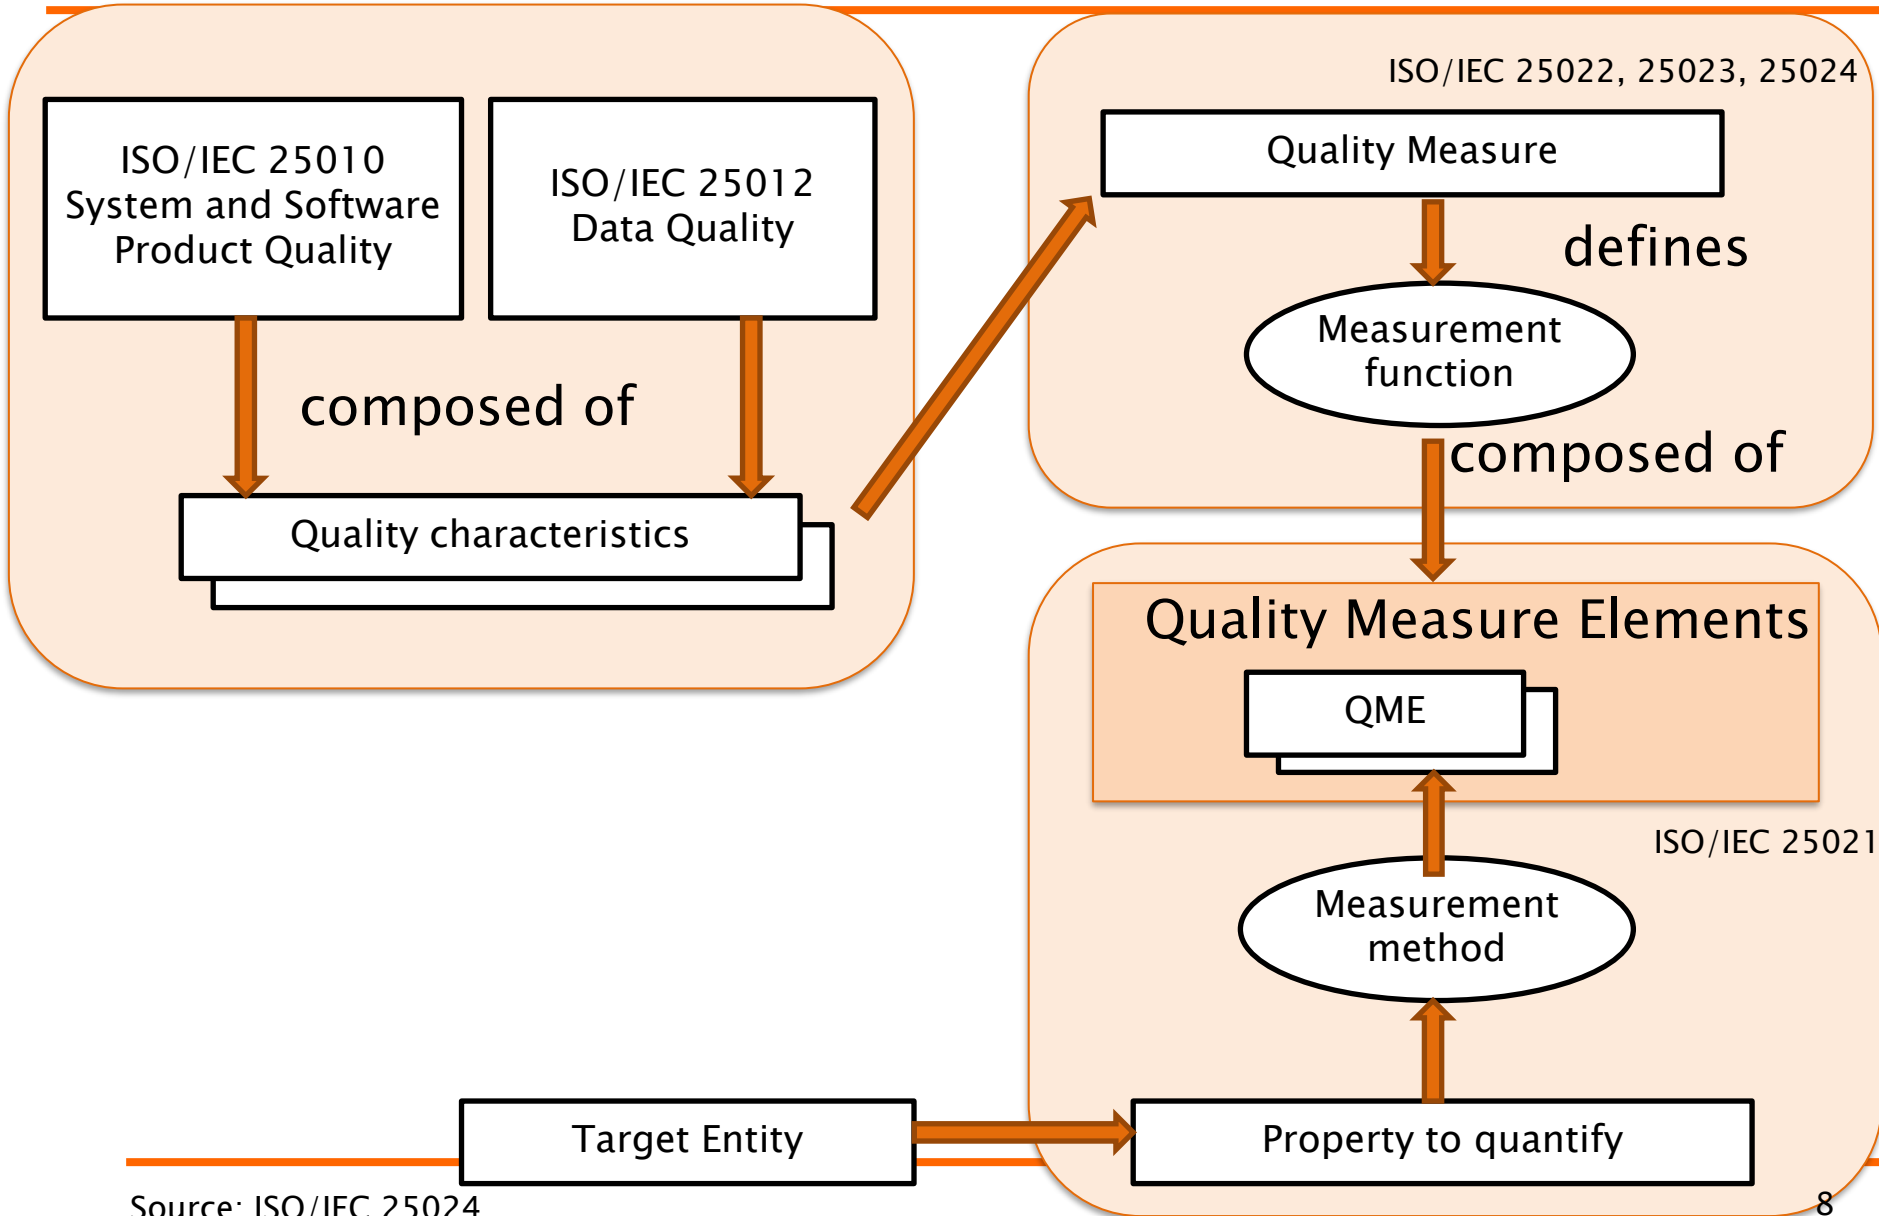 ISO/IEC 25010
System and Software
Product Quality
ISO/IEC 25012
Data Quality
composed of
Quality characteristics
ISO/IEC 25022, 25023, 25024
Quality Measure
defines
Measurement
function
composed of
Quality Measure Elements
QME
ISO/IEC 25021
Measurement
method
Target Entity
Property to quantify
Source: ISO/IEC 25024
8